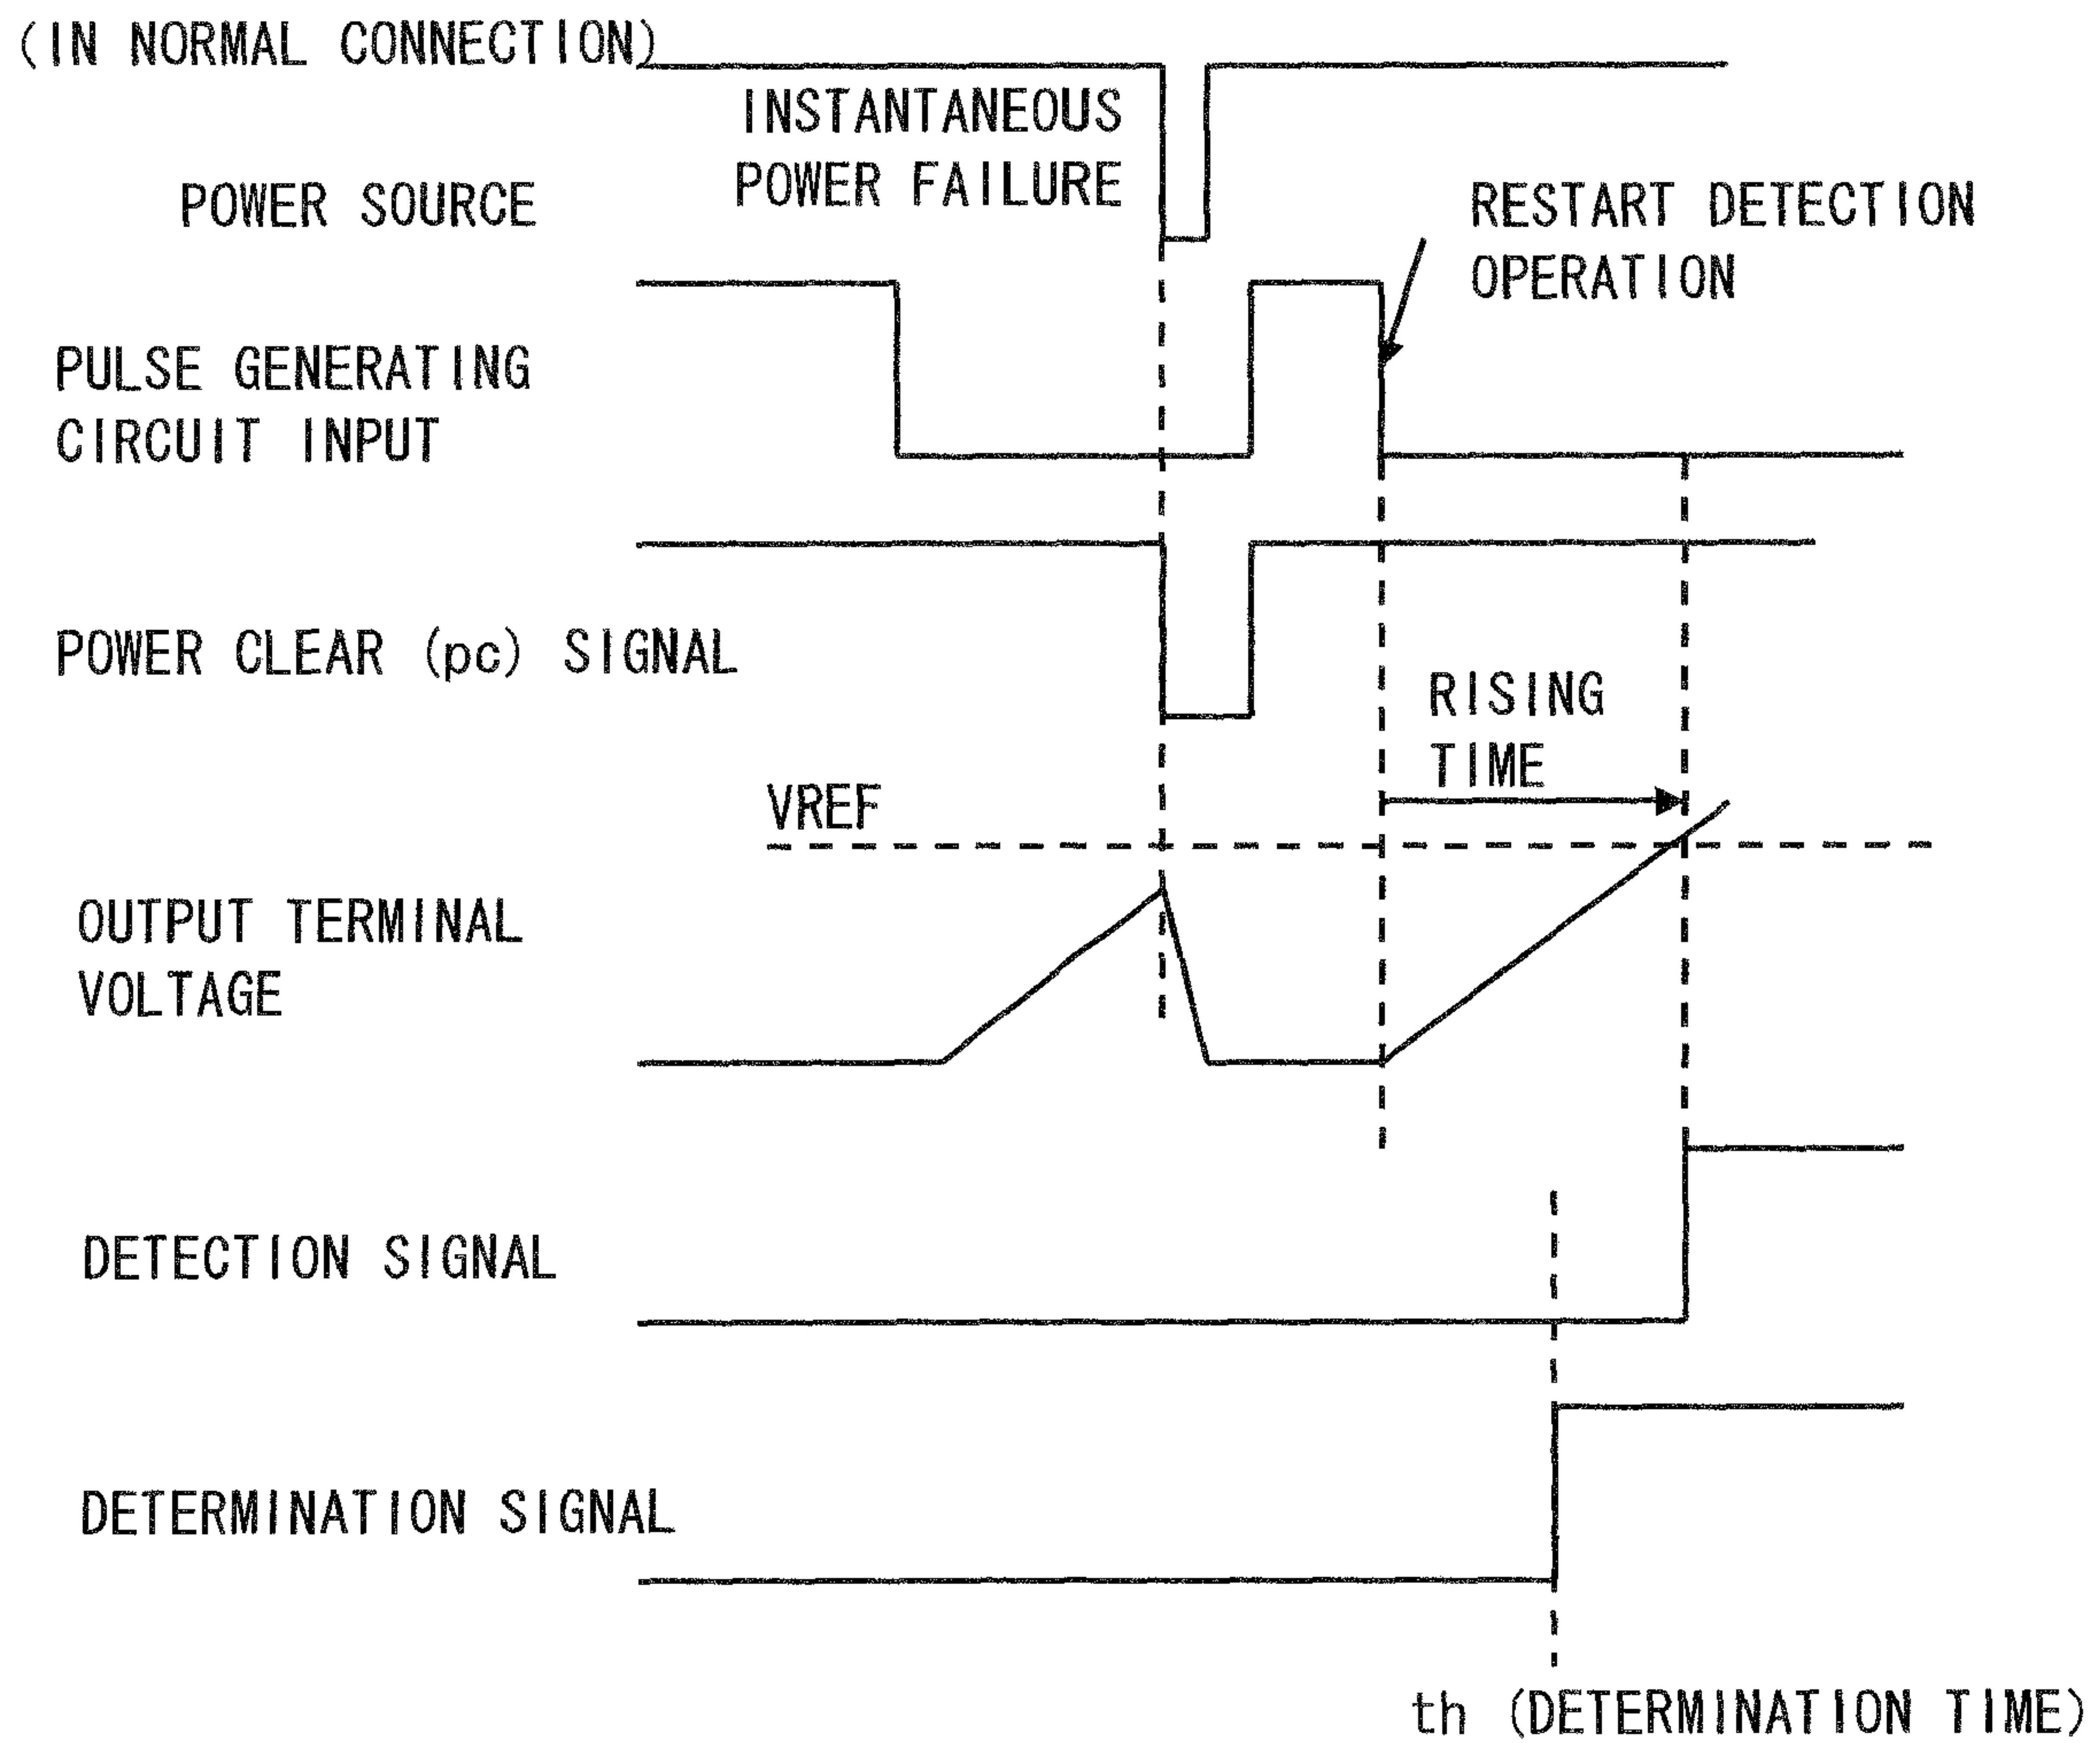 (IN NORMAL CONNECTION)
INSTANTANEOUS
POWER FAILURE
POWER SOURCE
RESTART DETECTION
OPERATION
PULSE GENERATING
CIRCUIT INPUT
POWER CLEAR (pc) SIGNAL
RISING
TIME
VREF
OUTPUT TERMINAL
VOLTAGE
DETECTION SIGNAL
DETERMINATION SIGNAL
th (DETERMINATION TIME)